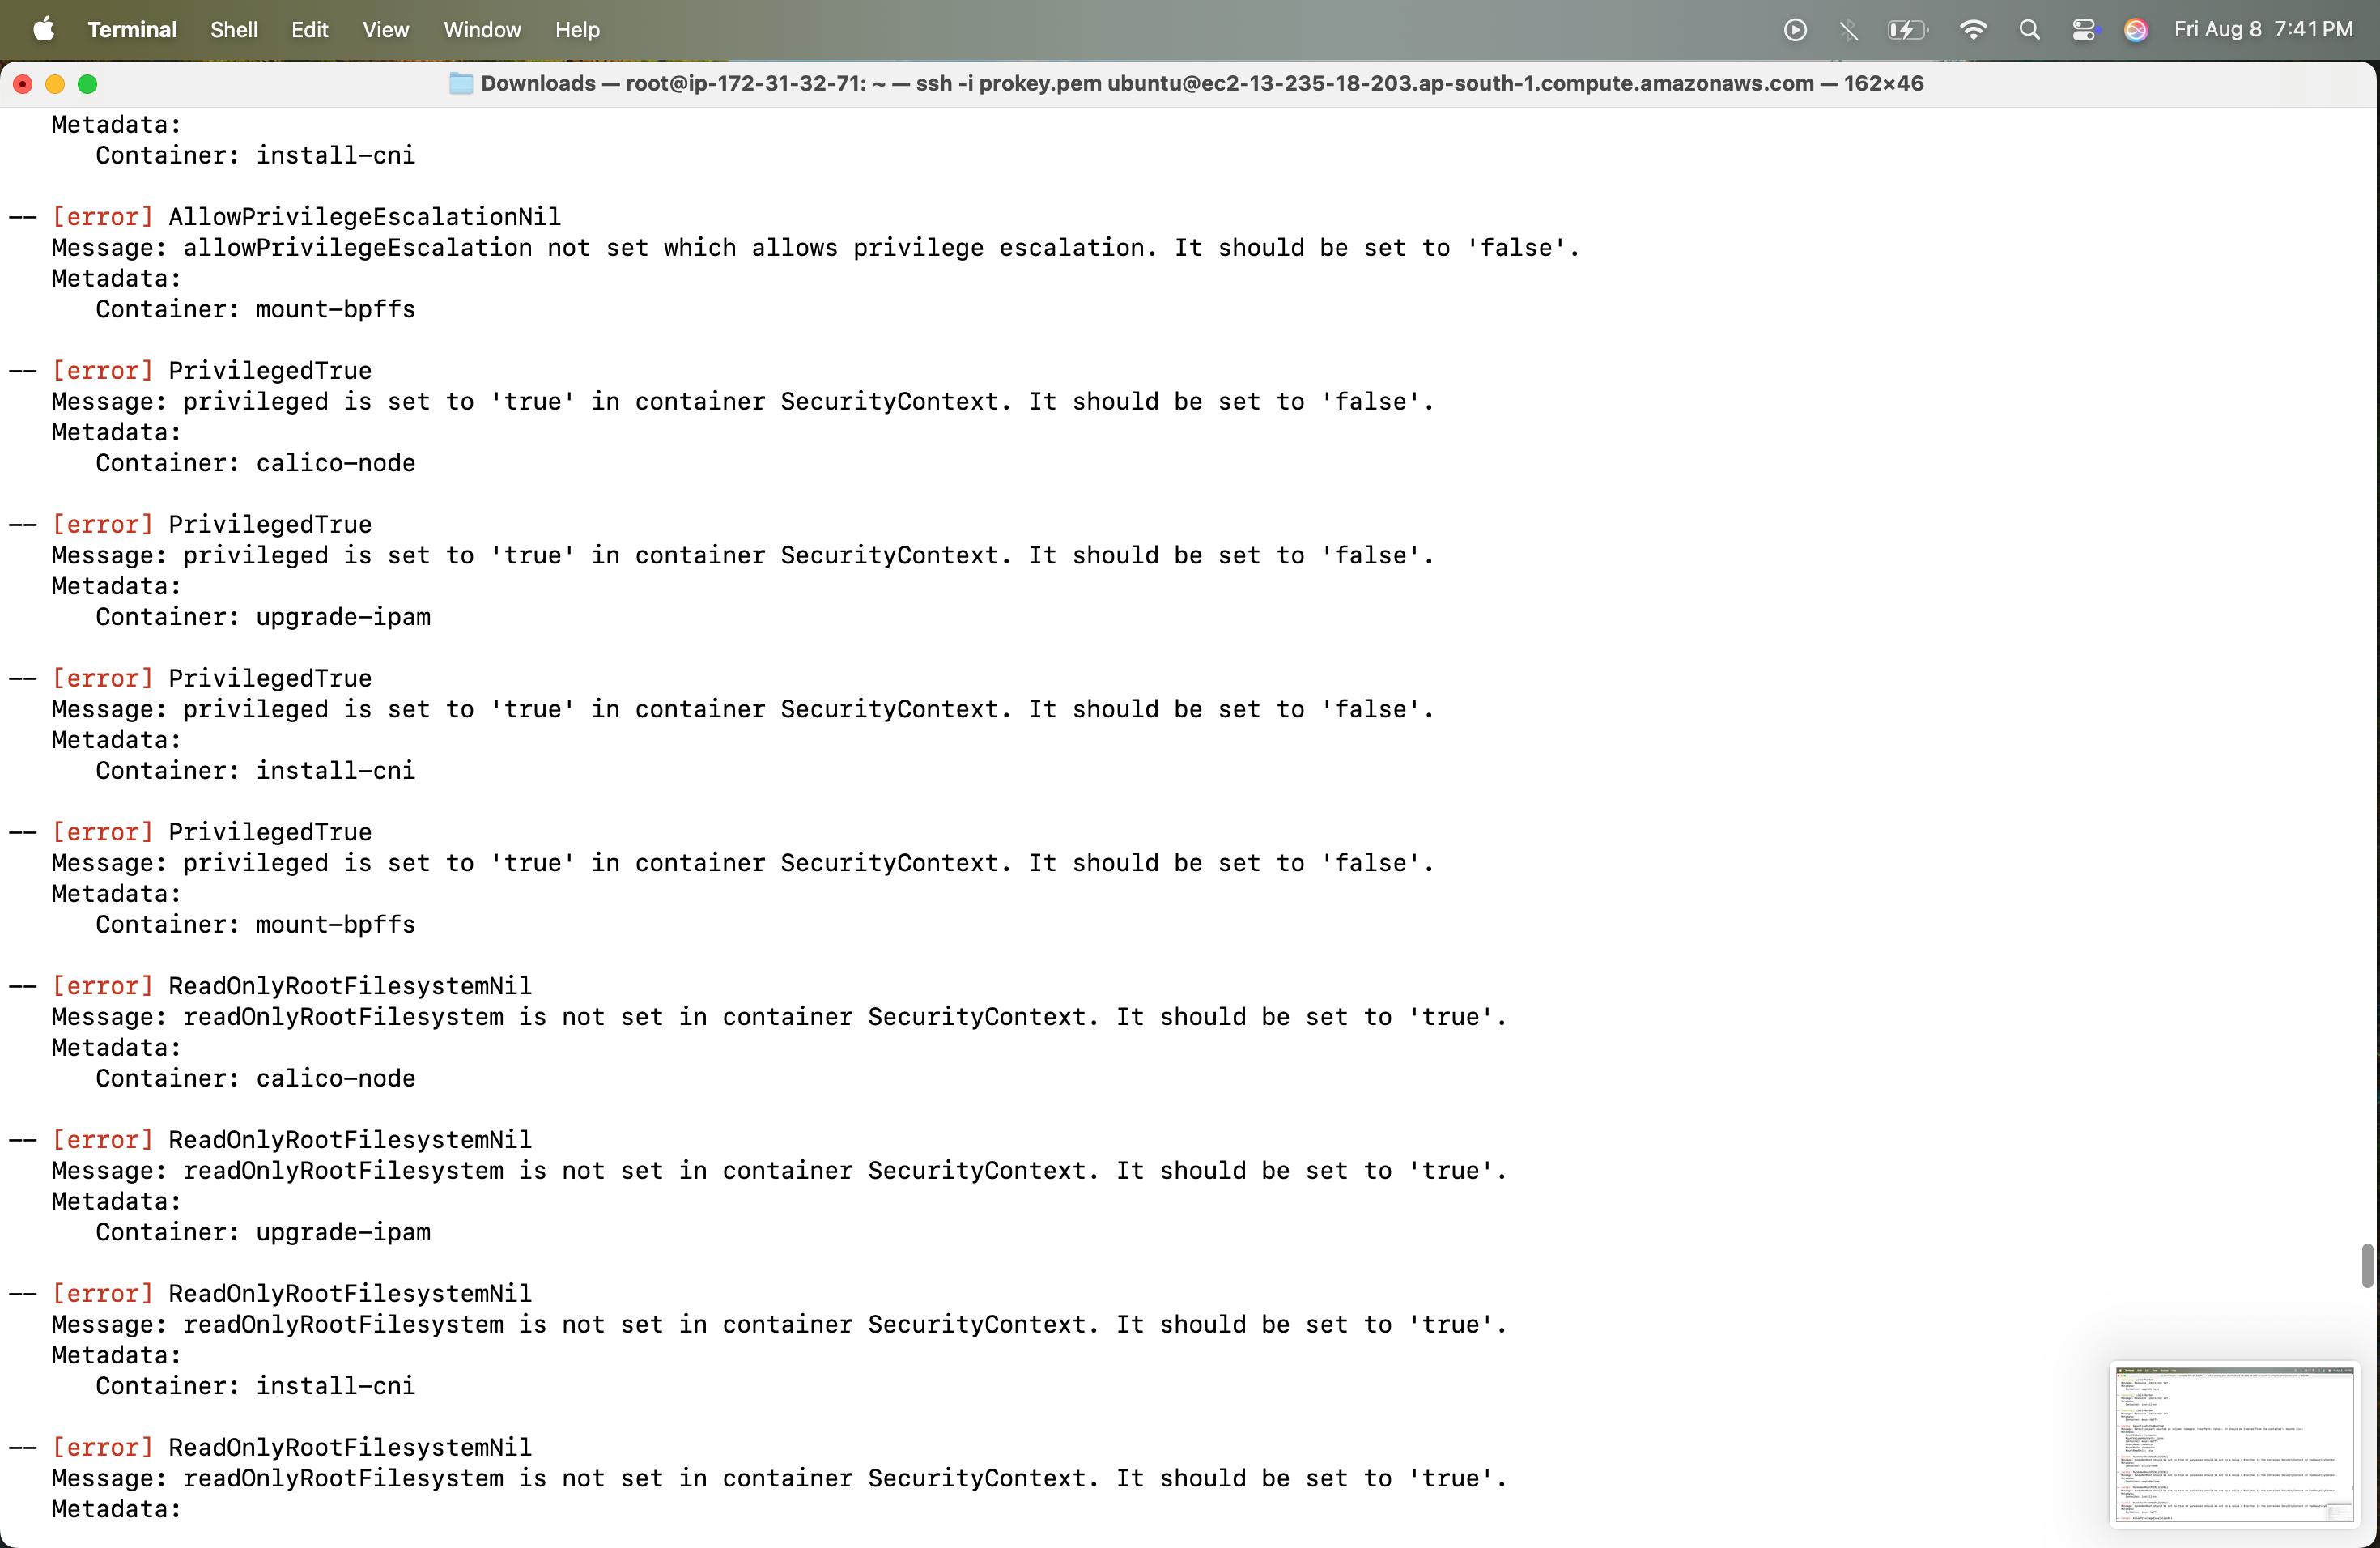 Terminal Shell Edit View Window Help Fri Aug 8 7:41 PM
Downloads — root@ip-172-31-32-71: ~ — ssh -i prokey.pem ubuntu@ec2-13-235-18-203.ap-south-1.compute.amazonaws.com — 162×46
Metadata:
Container: install-cni
-- [error] AllowPrivilegeEscalationNil
Message: allowPrivilegeEscalation not set which allows privilege escalation. It should be set to 'false'.
Metadata:
Container: mount-bpffs
-- [error] PrivilegedTrue
Message: privileged is set to 'true' in container SecurityContext. It should be set to 'false'.
Metadata:
Container: calico-node
-- [error] PrivilegedTrue
Message: privileged is set to 'true' in container SecurityContext. It should be set to 'false'.
Metadata:
Container: upgrade-ipam
-- [error] PrivilegedTrue
Message: privileged is set to 'true' in container SecurityContext. It should be set to 'false'.
Metadata:
Container: install-cni
-- [error] PrivilegedTrue
Message: privileged is set to 'true' in container SecurityContext. It should be set to 'false'.
Metadata:
Container: mount-bpffs
-- [error] ReadOnlyRootFilesystemNil
Message: readOnlyRootFilesystem is not set in container SecurityContext. It should be set to 'true'.
Metadata:
Container: calico-node
-- [error] ReadOnlyRootFilesystemNil
Message: readOnlyRootFilesystem is not set in container SecurityContext. It should be set to 'true'.
Metadata:
Container: upgrade-ipam
-- [error] ReadOnlyRootFilesystemNil
Message: readOnlyRootFilesystem is not set in container SecurityContext. It should be set to 'true'.
Metadata:
Container: install-cni
-- [error] ReadOnlyRootFilesystemNil
Message: readOnlyRootFilesystem is not set in container SecurityContext. It should be set to 'true'.
Metadata: